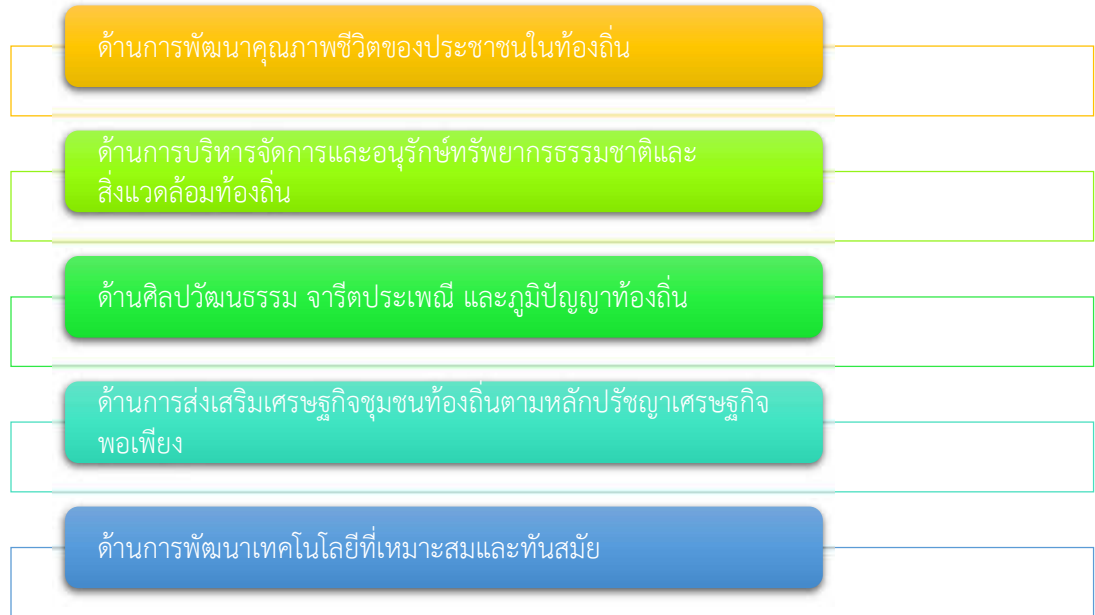 ด้านการพัฒนาคุณภาพชีวิตของประชาชนในท้องถิ่น
ด้านการบริหารจัดการและอนุรักษ์ทรัพยากรธรรมชาติและ
สิ่งแวดล้อมท้องถิ่น
ด้านศิลปวัฒนธรรม จารีตประเพณี และภูมิปัญญาท้องถิ่น
ด้านการส่งเสริมเศรษฐกิจชุมชนท้องถิ่นตามหลักปรัชญาเศรษฐกิจ
พอเพียง
ด้านการพัฒนาเทคโนโลยีที่เหมาะสมและทันสมัย